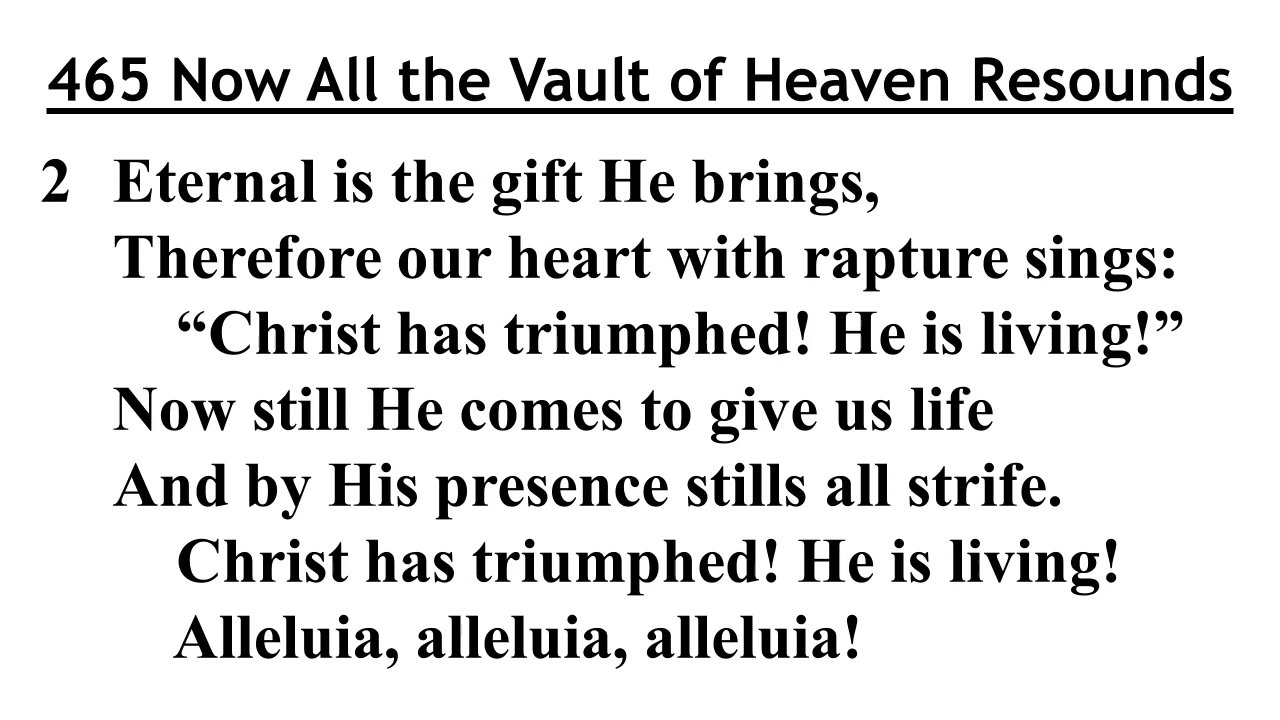 465 Now All the Vault of Heaven Resounds
2 Eternal is the gift He brings,
Therefore our heart with rapture sings:
“Christ has triumphed! He is living!”
Now still He comes to give us life
And by His presence stills all strife.
Christ has triumphed! He is living!
Alleluia, alleluia, alleluia!